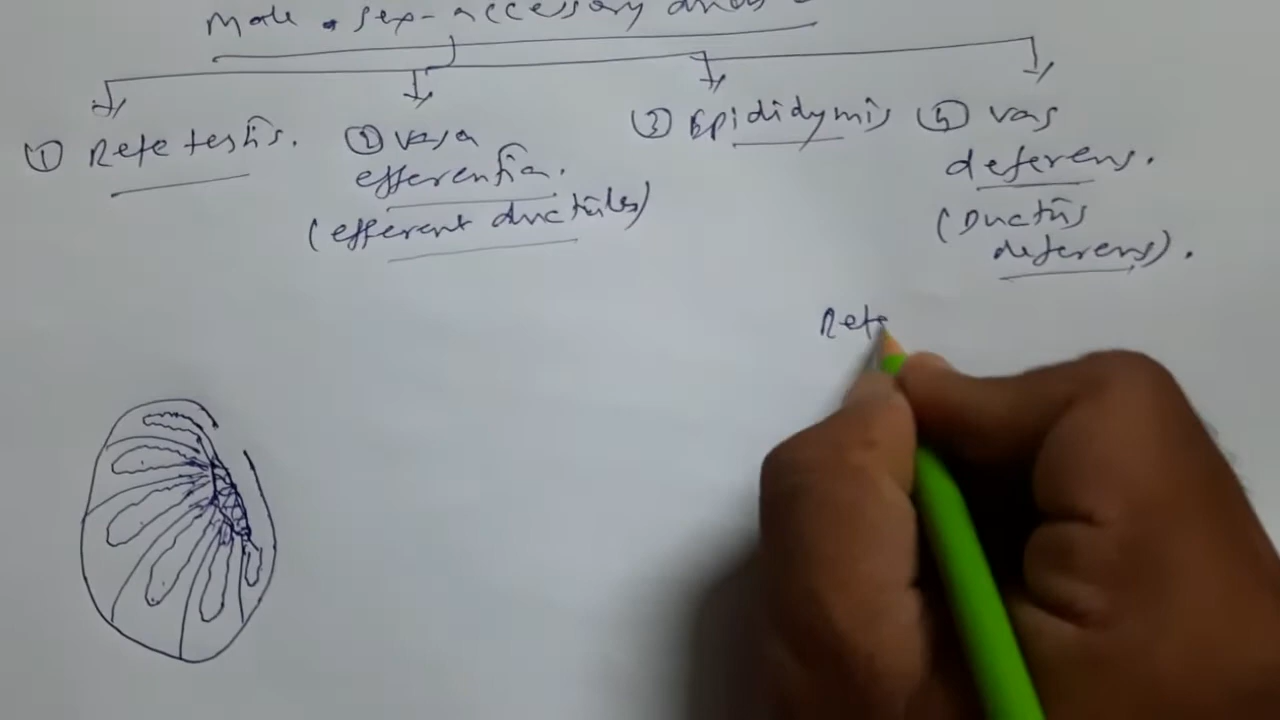 Male sex-accessory ducts
① Rete testis.
② vasa
efferentia.
(efferent ductules)
③ Epididymis
④ vas
deferens.
(Ductus
deferens).
Rete